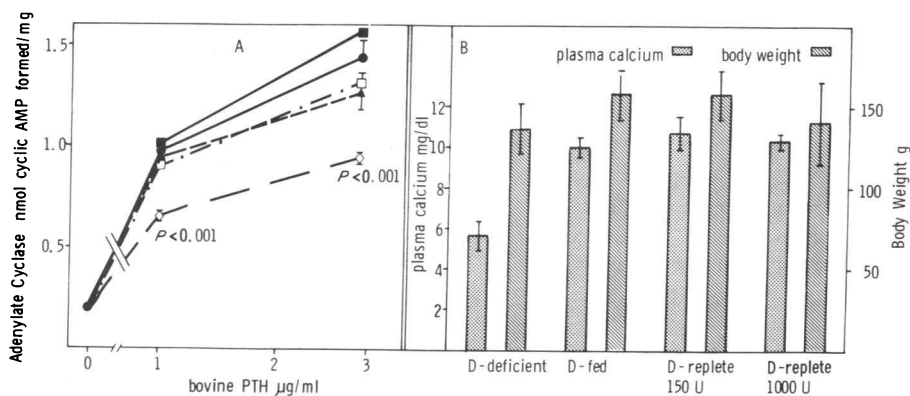 A
Adenylate Cyclase nmol cyclic AMP formed/mg
1.5
1.0
0.5
P<0.001
P<0.001
0
1
2
3
bovine PTH µg/ml
B
plasma calcium
body weight
plasma calcium mg/dl
12
10
8
6
4
2
Body Weight g
150
100
50
D-deficient
D-fed
D-replete
150 U
D-replete
1000 U